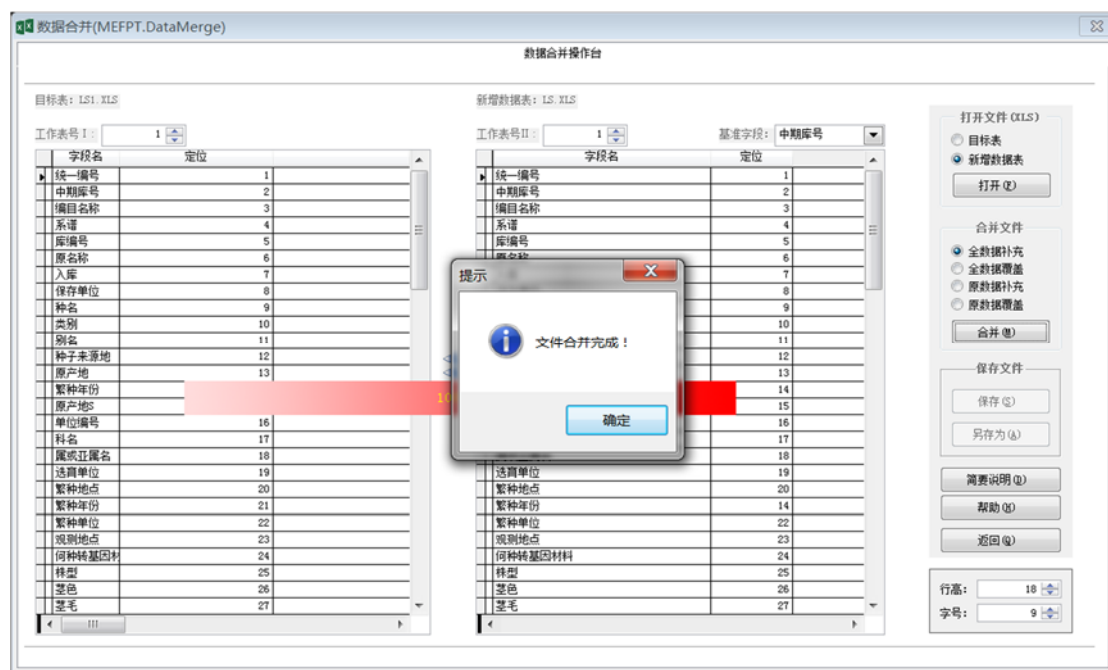 数据合并(MEFPT.DataMerge)
数据合并操作台
目标表: LS1.XLS
新增数据表: LS.XLS
工作表号I: 1
工作表号II: 1
基准字段: 中期库号
字段名 定位
统一编号 1
中期库号 2
编目名称 3
系谱 4
库编号 5
原名称 6
入库 7
保存单位 8
种名 9
类别 10
别名 11
种子来源地 12
原产地 13
繁种年份
原产地S
单位编号 16
科名 17
属或亚属名 18
选育单位 19
繁种地点 20
繁种年份 21
繁种单位 22
观测地点 23
何种转基因材 24
株型 25
茎色 26
茎毛 27
字段名 定位
统一编号 1
中期库号 2
编目名称 3
系谱 4
库编号 5
原名称 6
7
8
9
10
11
12
13
14
15
16
17
18
选育单位 19
繁种地点 20
繁种年份 14
繁种单位 22
观测地点 23
何种转基因材料 24
株型 25
茎色 26
茎毛 27
10
提示
文件合并完成！
确定
打开文件(XLS)
目标表
新增数据表
打开(P)
合并文件
全数据补充
全数据覆盖
原数据补充
原数据覆盖
合并(M)
保存文件
保存(S)
另存为(A)
简要说明(D)
帮助(H)
返回(Q)
行高: 18
字号: 9